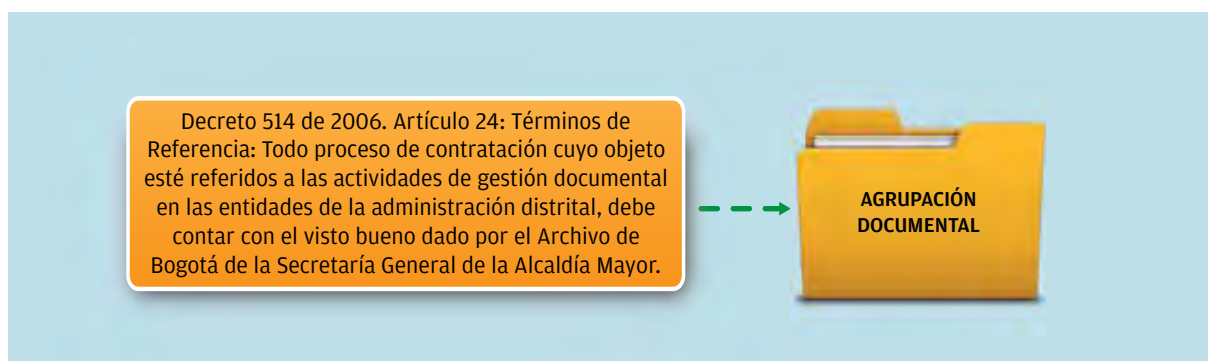 Decreto 514 de 2006. Artículo 24: Términos de
Referencia: Todo proceso de contratación cuyo objeto
esté referidos a las actividades de gestión documental
en las entidades de la administración distrital, debe
contar con el visto bueno dado por el Archivo de
Bogotá de la Secretaría General de la Alcaldía Mayor.
AGRUPACIÓN
DOCUMENTAL